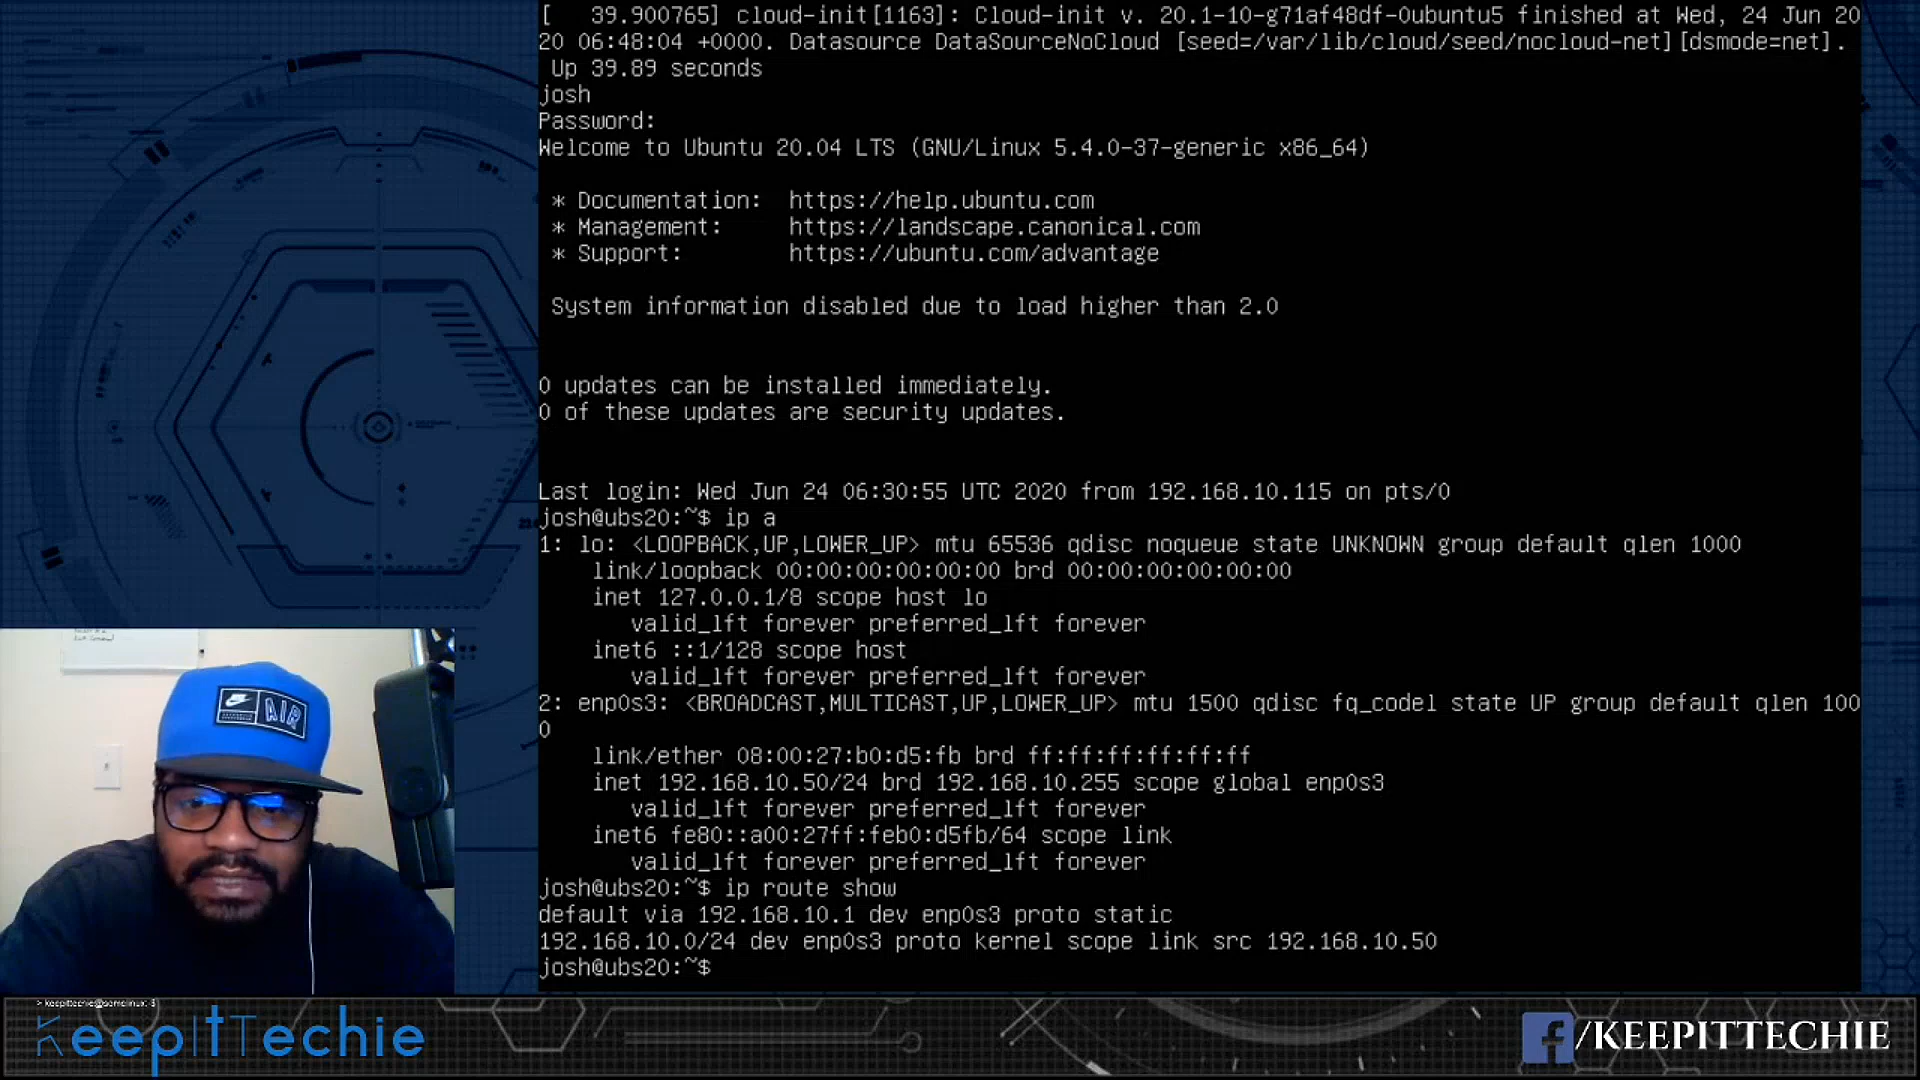 [   39.900765] cloud-init[1163]: Cloud-init v. 20.1-10-g71af48df-0ubuntu5 finished at Wed, 24 Jun 20
20 06:48:04 +0000. Datasource DataSourceNoCloud [seed=/var/lib/cloud/seed/nocloud-net][dsmode=net].
 Up 39.89 seconds
josh
Password:
Welcome to Ubuntu 20.04 LTS (GNU/Linux 5.4.0-37-generic x86_64)
* Documentation:  https://help.ubuntu.com
* Management:     https://landscape.canonical.com
* Support:        https://ubuntu.com/advantage
System information disabled due to load higher than 2.0
0 updates can be installed immediately.
0 of these updates are security updates.
Last login: Wed Jun 24 06:30:55 UTC 2020 from 192.168.10.115 on pts/0
josh@ubs20:~$ ip a
1: lo: <LOOPBACK,UP,LOWER_UP> mtu 65536 qdisc noqueue state UNKNOWN group default qlen 1000
    link/loopback 00:00:00:00:00:00 brd 00:00:00:00:00:00
    inet 127.0.0.1/8 scope host lo
       valid_lft forever preferred_lft forever
    inet6 ::1/128 scope host
       valid_lft forever preferred_lft forever
2: enp0s3: <BROADCAST,MULTICAST,UP,LOWER_UP> mtu 1500 qdisc fq_codel state UP group default qlen 100
0
    link/ether 08:00:27:b0:d5:fb brd ff:ff:ff:ff:ff:ff
    inet 192.168.10.50/24 brd 192.168.10.255 scope global enp0s3
       valid_lft forever preferred_lft forever
    inet6 fe80::a00:27ff:feb0:d5fb/64 scope link
       valid_lft forever preferred_lft forever
josh@ubs20:~$ ip route show
default via 192.168.10.1 dev enp0s3 proto static
192.168.10.0/24 dev enp0s3 proto kernel scope link src 192.168.10.50
josh@ubs20:~$
AIR
> keepittechie@somelinux:$
KeepItTechie
f/KEEPITTECHIE